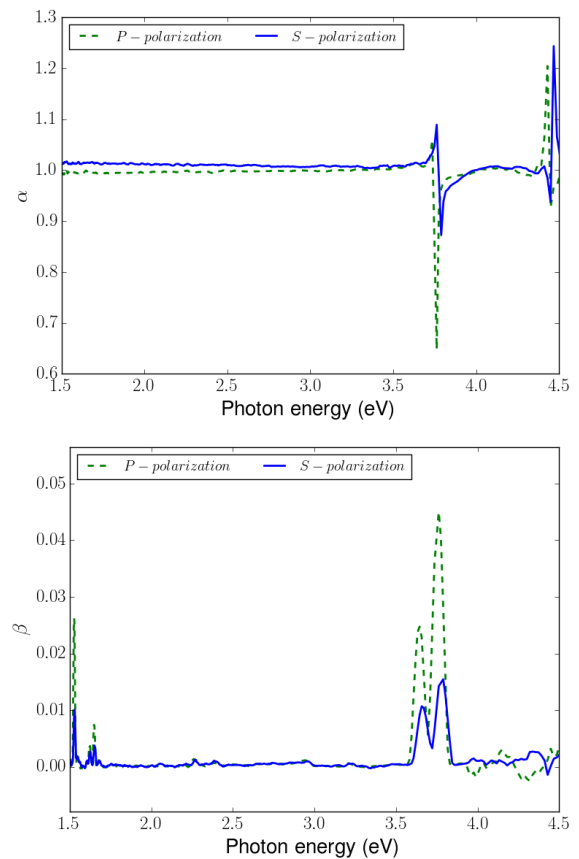 1.3
P − polarization S − polarization
1.2
1.1
1.0
α
0.9
0.8
0.7
0.6
1.5 2.0 2.5 3.0 3.5 4.0 4.5
Photon energy (eV)
P − polarization S − polarization
0.05
0.04
0.03
β
0.02
0.01
0.00
1.5 2.0 2.5 3.0 3.5 4.0 4.5
Photon energy (eV)